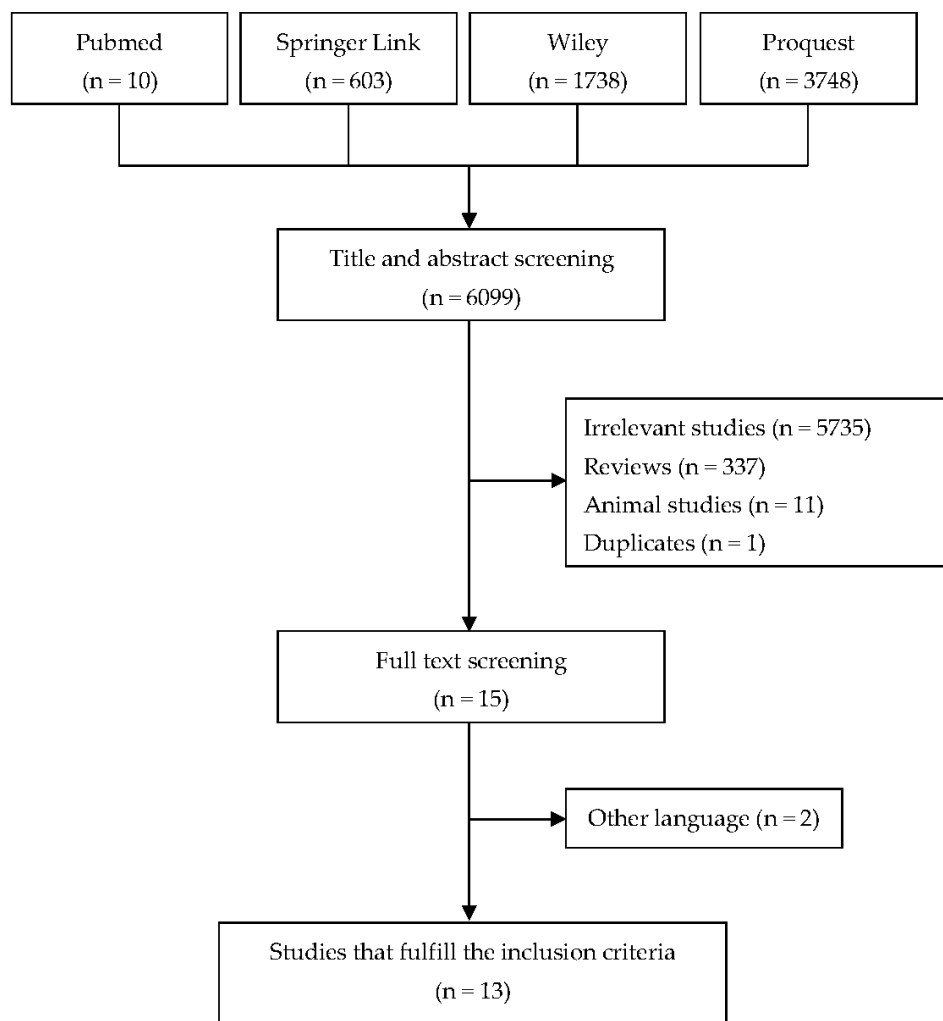 Pubmed
(n = 10)
Springer Link
(n = 603)
Wiley
(n = 1738)
Proquest
(n = 3748)
Title and abstract screening
(n = 6099)
Irrelevant studies (n = 5735)
Reviews (n = 337)
Animal studies (n = 11)
Duplicates (n = 1)
Full text screening
(n = 15)
Other language (n = 2)
Studies that fulfill the inclusion criteria
(n = 13)